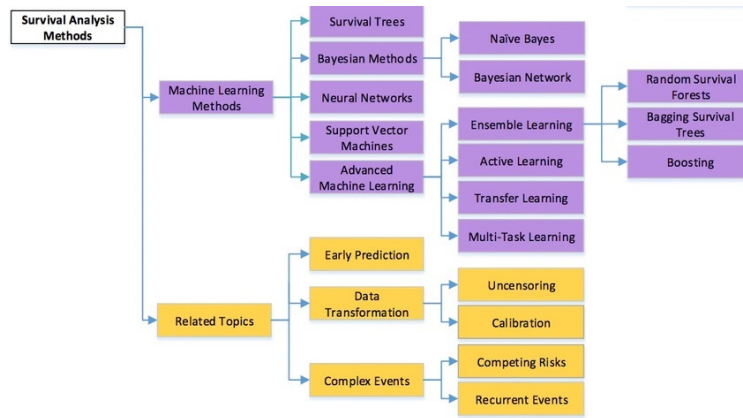 Survival Analysis
Methods
Machine Learning
Methods
Survival Trees
Bayesian Methods
Naïve Bayes
Bayesian Network
Neural Networks
Support Vector
Machines
Advanced
Machine Learning
Ensemble Learning
Random Survival
Forests
Bagging Survival
Trees
Boosting
Active Learning
Transfer Learning
Multi-Task Learning
Related Topics
Early Prediction
Data
Transformation
Uncensoring
Calibration
Complex Events
Competing Risks
Recurrent Events